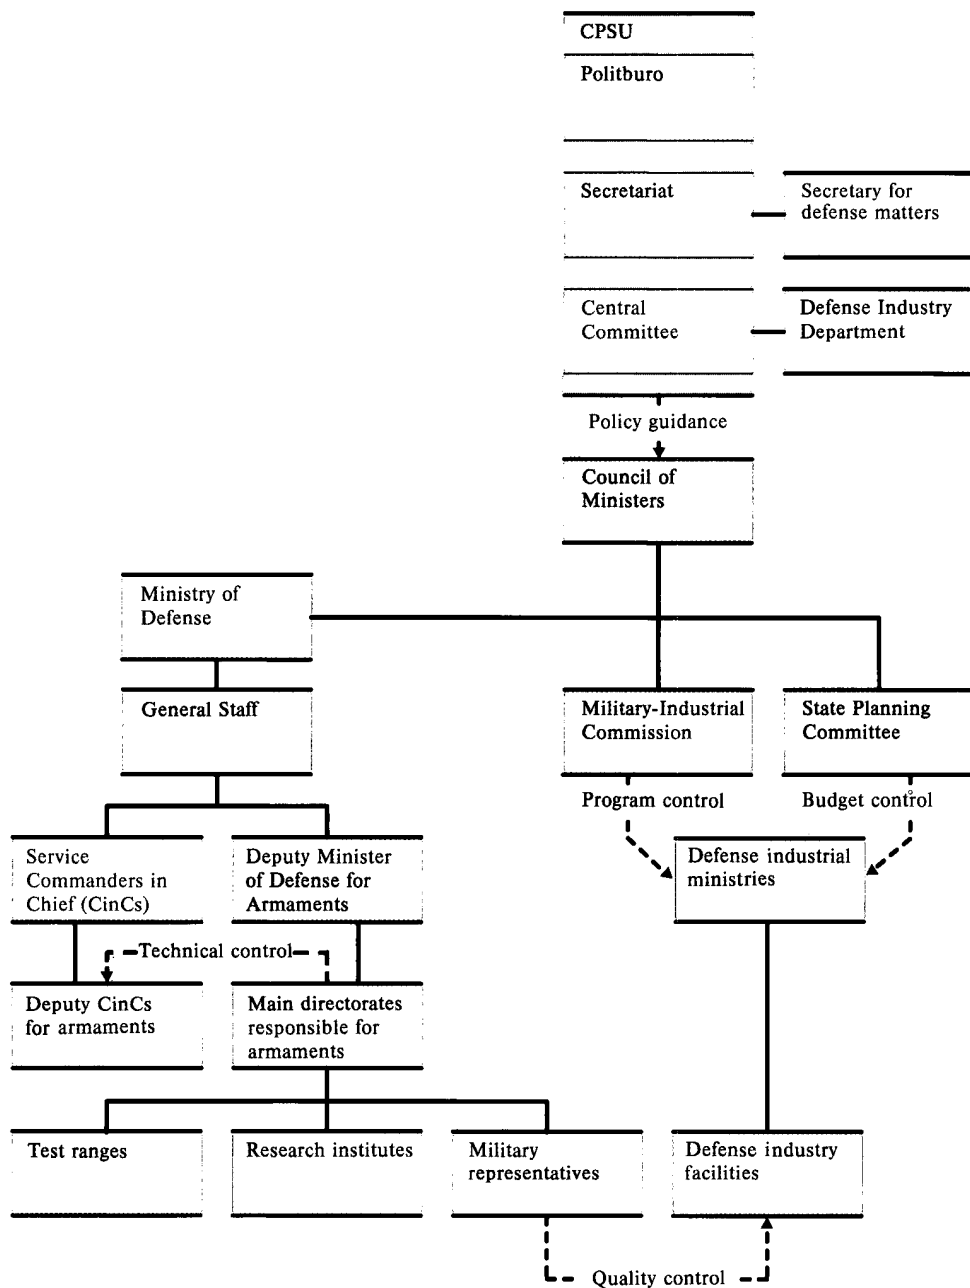 CPSU
Politburo
Secretariat
Secretary for
defense matters
Central
Committee
Defense Industry
Department
Policy guidance
Council of
Ministers
Ministry of
Defense
General Staff
Military-Industrial
Commission
State Planning
Committee
Program control
Budget control
Service
Commanders in
Chief (CinCs)
Deputy Minister
of Defense for
Armaments
Defense industrial
ministries
Technical control
Deputy CinCs
for armaments
Main directorates
responsible for
armaments
Test ranges
Research institutes
Military
representatives
Defense industry
facilities
Quality control